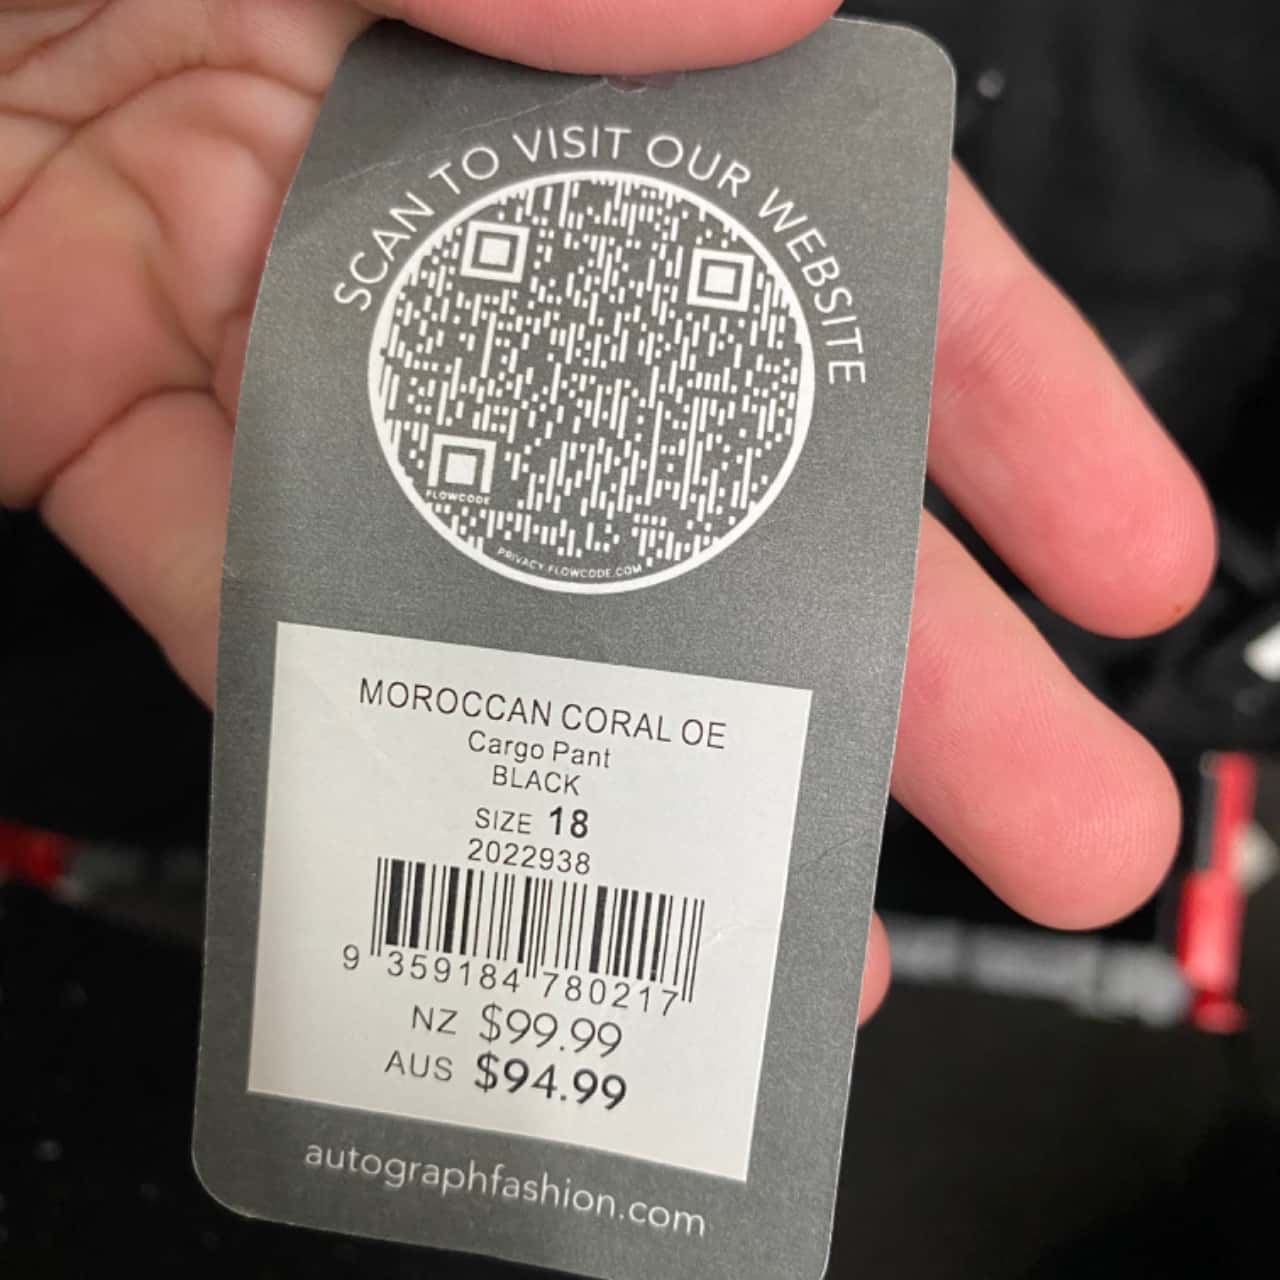 SCAN TO VISIT OUR WEBSITE
FLOWCODE
PRIVACY.FLOWCODE.COM
MOROCCAN CORAL OE
Cargo Pant
BLACK
SIZE 18
2022938
9 359184 780217
NZ $99.99
AUS $94.99
autographfashion.com